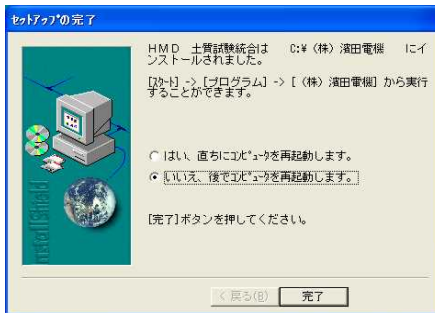 ｾｯﾄｱｯﾌﾟの完了
HMD 土質試験統合は C:¥（株）濱田電機 にイ
ンストールされました。
[ｽﾀｰﾄ] -> [プログラム] -> [（株）濱田電機] から実行
することができます。
はい、直ちにｺﾝﾋﾟｭｰﾀを再起動します。
いいえ、後でｺﾝﾋﾟｭｰﾀを再起動します。
[完了]ボタンを押してください。
InstallShield
< 戻る(B)
完了